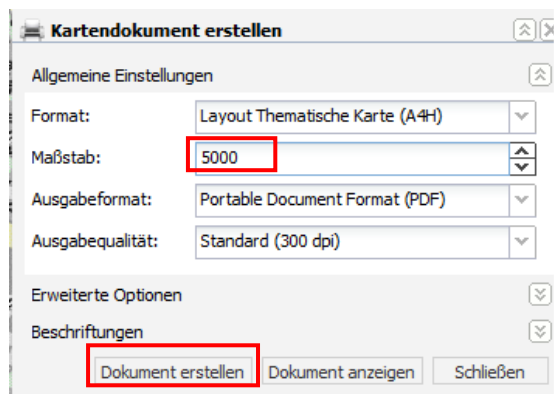 Kartendokument erstellen
Allgemeine Einstellungen
Format: Layout Thematische Karte (A4H)
Maßstab: 5000
Ausgabeformat: Portable Document Format (PDF)
Ausgabequalität: Standard (300 dpi)
Erweiterte Optionen
Beschriftungen
Dokument erstellen Dokument anzeigen Schließen